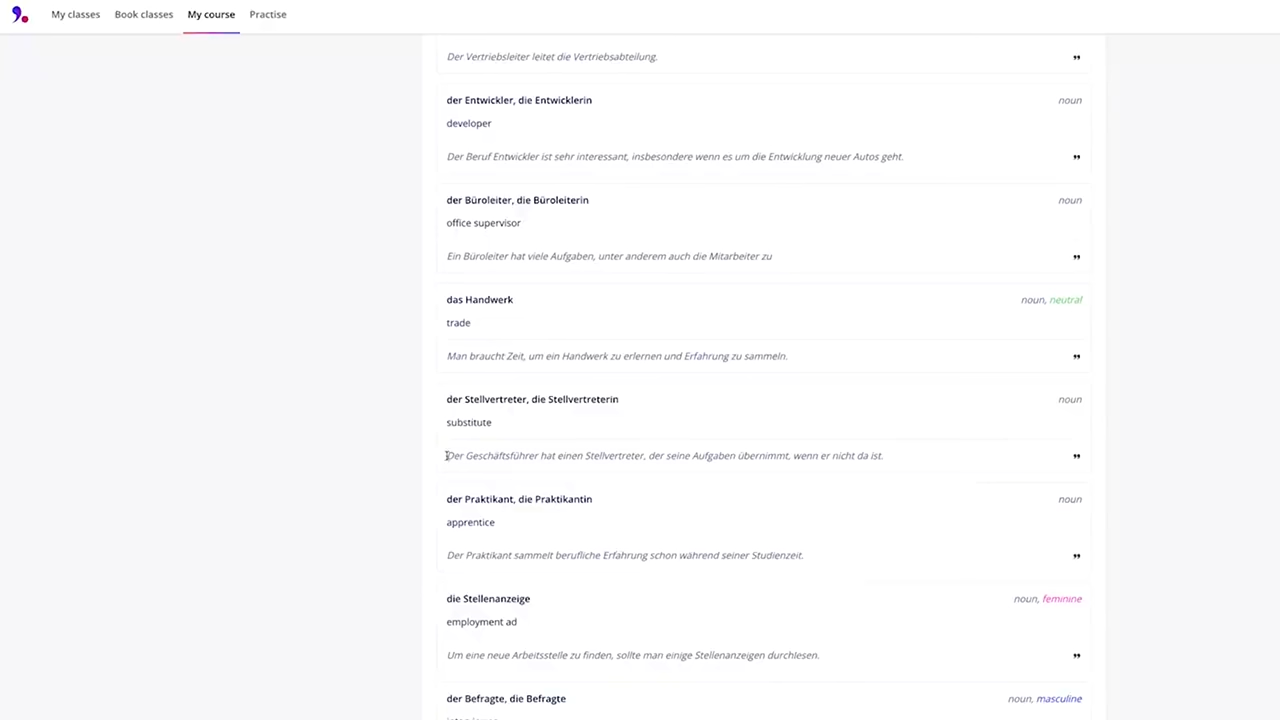 My classes Book classes My course Practise
Der Vertriebsleiter leitet die Vertriebsabteilung.
der Entwickler, die Entwicklerin noun
developer
Der Beruf Entwickler ist sehr interessant, insbesondere wenn es um die Entwicklung neuer Autos geht.
der Büroleiter, die Büroleiterin noun
office supervisor
Ein Büroleiter hat viele Aufgaben, unter anderem auch die Mitarbeiter zu
das Handwerk noun, neutral
trade
Man braucht Zeit, um ein Handwerk zu erlernen und Erfahrung zu sammeln.
der Stellvertreter, die Stellvertreterin noun
substitute
Der Geschäftsführer hat einen Stellvertreter, der seine Aufgaben übernimmt, wenn er nicht da ist.
der Praktikant, die Praktikantin noun
apprentice
Der Praktikant sammelt berufliche Erfahrung schon während seiner Studienzeit.
die Stellenanzeige noun, feminine
employment ad
Um eine neue Arbeitsstelle zu finden, sollte man einige Stellenanzeigen durchlesen.
der Befragte, die Befragte noun, masculine